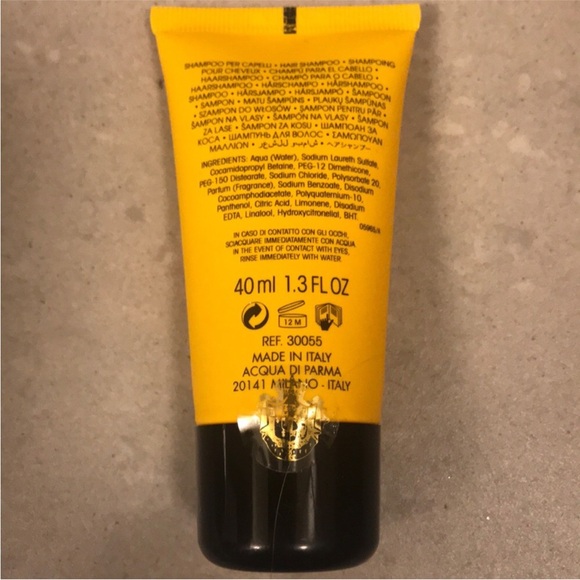 SHAMPOO PER CAPELLI • HAIR SHAMPOO • SHAMPOING
POUR CHEVEUX • CHAMPÚ PARA EL CABELLO •
HAARSHAMPOO • CHAMPÔ PARA O CABELO •
HAARSHAMPOO • HÅRSCHAMPO • HÅRSHAMPOO •
SHAMPOO • HÅRSJAMPO • HÁRSJAMPÓ • ŠAMPOON
• SAMPON • MATU ŠAMPŪNS • PLAUKŲ ŠAMPŪNAS
• SZAMPON DO WŁOSÓW • ŞAMPON PENTRU PĂR •
ŠAMPON NA VLASY • ŠAMPÓN NA VLASY • ŠAMPON
ZA LASE • ŠAMPON ZA KOSU • ШАМПОАН ЗА
КОСА • ШАМПУНЬ ДЛЯ ВОЛОС • ΣΑΜΠΟΥΑΝ
ΜΑΛΛΙΩΝ • ヘアシャンプー
INGREDIENTS: Aqua (Water), Sodium Laureth Sulfate,
Cocamidopropyl Betaine, PEG-12 Dimethicone,
PEG-150 Distearate, Sodium Chloride, Polysorbate 20,
Parfum (Fragrance), Sodium Benzoate, Disodium
Cocoamphodiacetate, Polyquaternium-10,
Panthenol, Citric Acid, Limonene, Disodium
EDTA, Linalool, Hydroxycitronellal, BHT.
IN CASO DI CONTATTO CON GLI OCCHI,
SCIACQUARE IMMEDIATAMENTE CON ACQUA
IN THE EVENT OF CONTACT WITH EYES,
RINSE IMMEDIATELY WITH WATER
40 ml 1.3 FL OZ
12 M
REF. 30055
MADE IN ITALY
ACQUA DI PARMA
20141 MILANO - ITALY